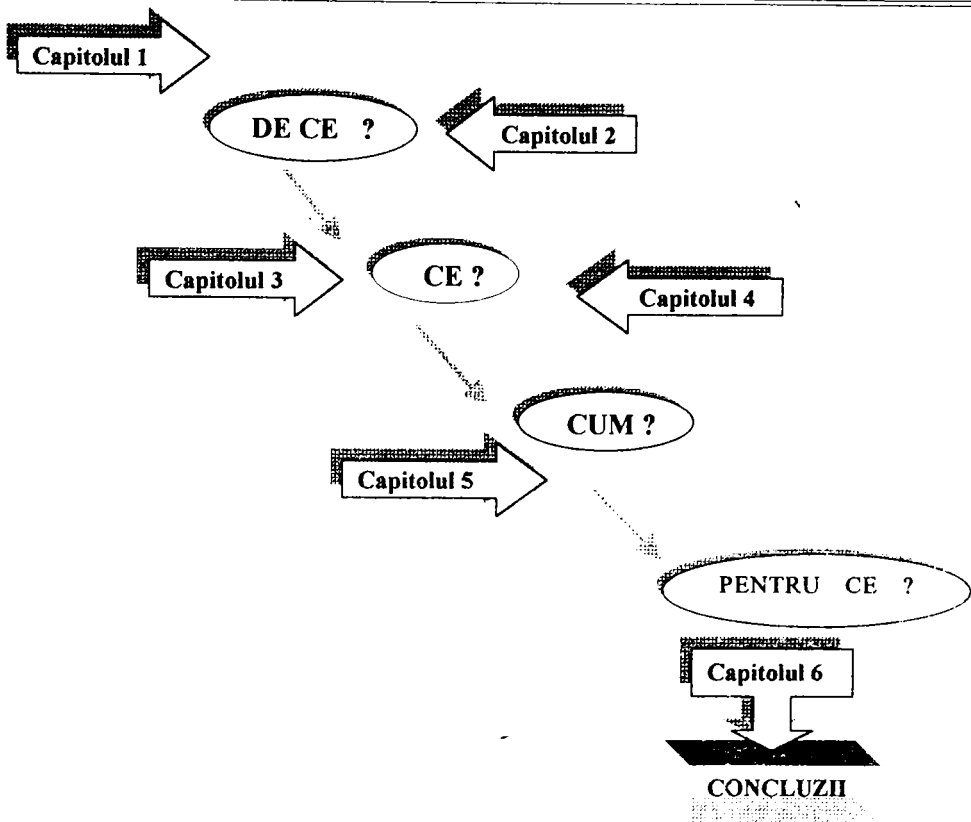 Capitolul 1
DE CE ?
Capitolul 2
Capitolul 3
CE ?
Capitolul 4
CUM ?
Capitolul 5
PENTRU CE ?
Capitolul 6
CONCLUZII